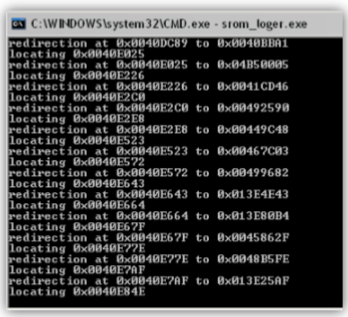 C:\WINDOWS\system32\CMD.exe - srom_loger.exe
redirection at 0x0040DC89 to 0x0040BBA1
locating 0x0040E025
redirection at 0x0040E025 to 0x04B50005
locating 0x0040E226
redirection at 0x0040E226 to 0x0041CD46
locating 0x0040E2C0
redirection at 0x0040E2C0 to 0x00492590
locating 0x0040E2E8
redirection at 0x0040E2E8 to 0x00449C48
locating 0x0040E523
redirection at 0x0040E523 to 0x00467C03
locating 0x0040E572
redirection at 0x0040E572 to 0x00499682
locating 0x0040E643
redirection at 0x0040E643 to 0x013E4E43
locating 0x0040E664
redirection at 0x0040E664 to 0x013E80B4
locating 0x0040E67F
redirection at 0x0040E67F to 0x0045862F
locating 0x0040E77E
redirection at 0x0040E77E to 0x0048B5FE
locating 0x0040E7AF
redirection at 0x0040E7AF to 0x013E25AF
locating 0x0040E84E